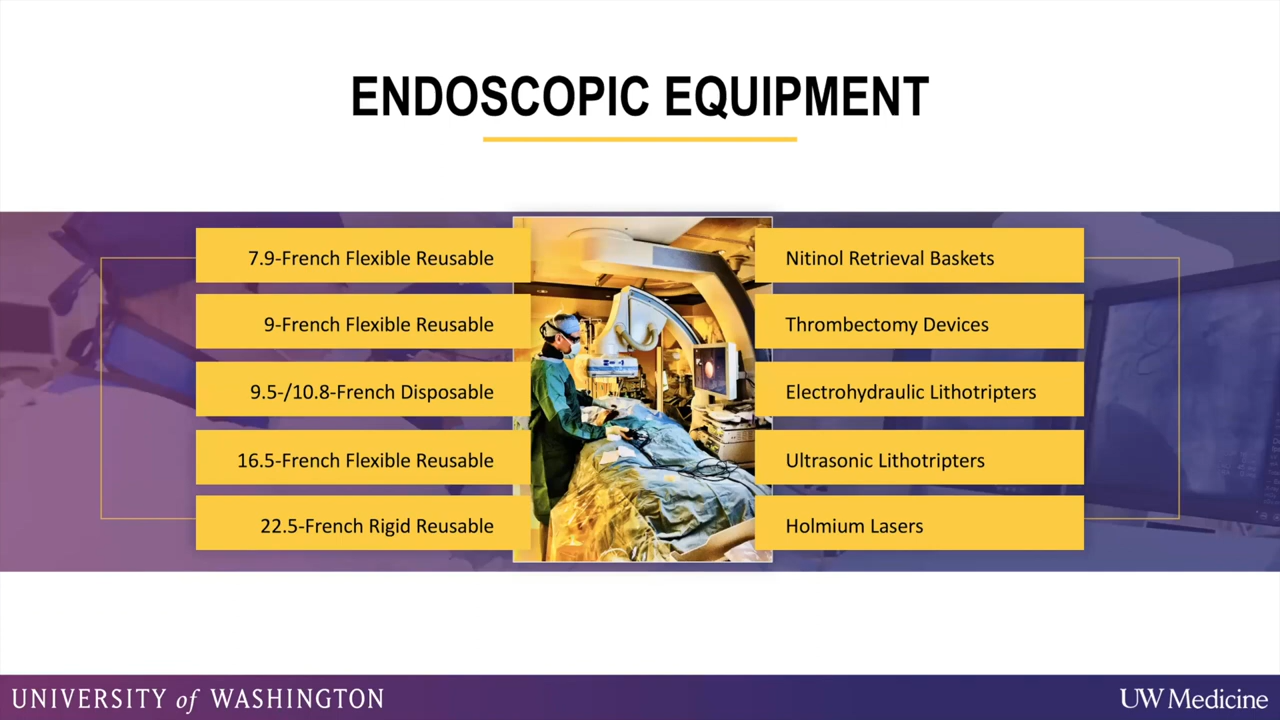 ENDOSCOPIC EQUIPMENT
7.9-French Flexible Reusable
9-French Flexible Reusable
9.5-/10.8-French Disposable
16.5-French Flexible Reusable
22.5-French Rigid Reusable
Nitinol Retrieval Baskets
Thrombectomy Devices
Electrohydraulic Lithotripters
Ultrasonic Lithotripters
Holmium Lasers
UNIVERSITY of WASHINGTON
UW Medicine